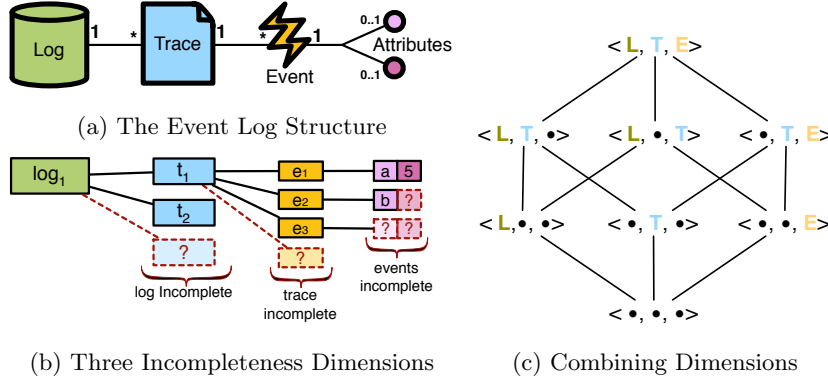 Log
1
*
Trace
1
*
Event
1
0..1
0..1
Attributes
(a) The Event Log Structure
log1
t1
t2
?
e1
e2
e3
?
a 5
b ?
? ?
log Incomplete
trace
incomplete
events
incomplete
(b) Three Incompleteness Dimensions
< L, T, E>
< L, T, •>
< L, •, T>
< •, T, E>
< L, •, •>
< •, T, •>
< •, •, E>
< •, •, •>
(c) Combining Dimensions